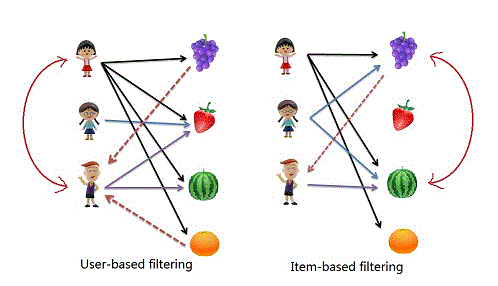 User-based filtering
Item-based filtering